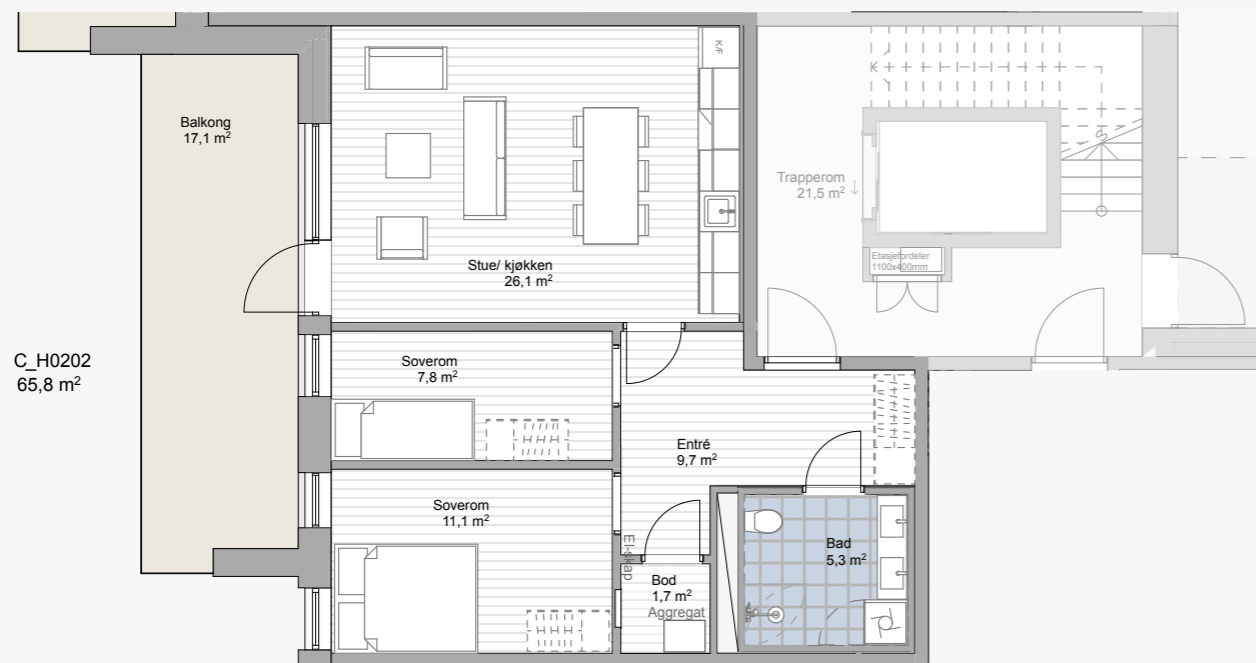 K/F
Balkong
17,1 m²
Trapperom
21,5 m² ↓
Etasjefordeler
1100x400mm
Stue/ kjøkken
26,1 m²
C_H0202
65,8 m²
Soverom
7,8 m²
Entré
9,7 m²
Soverom
11,1 m²
El-skap
Bad
5,3 m²
Bod
1,7 m²
Aggregat